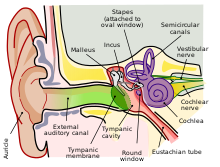 Stapes
(attached to
oval window)
Semicircular
canals
Incus
Malleus
Vestibular
nerve
Cochlear
nerve
Cochlea
External
auditory canal
Tympanic
cavity
Tympanic
membrane
Round
window
Eustachian tube
Auricle